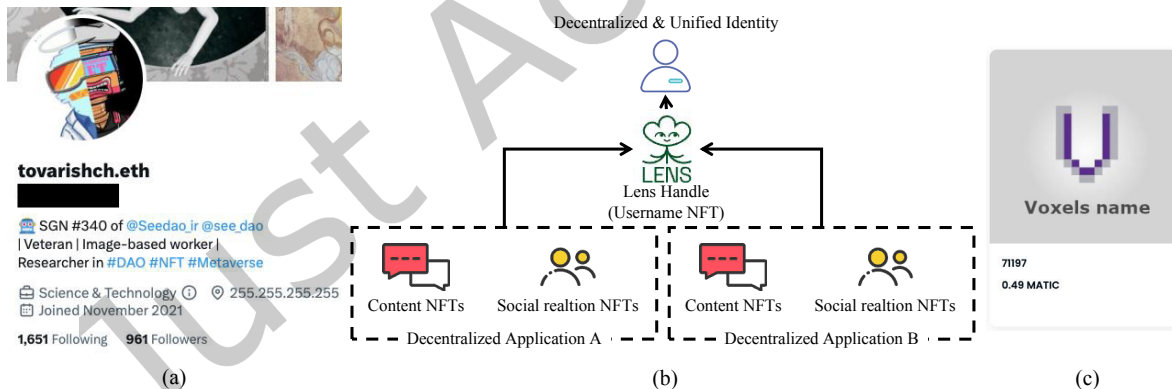 tovarishch.eth
SGN #340 of @Seedao_ir @see_dao
| Veteran | Image-based worker |
Researcher in #DAO #NFT #Metaverse
Science & Technology
255.255.255.255
Joined November 2021
1,651 Following 961 Followers
(a)
Decentralized & Unified Identity
LENS
Lens Handle
(Username NFT)
Content NFTs
Social realtion NFTs
Decentralized Application A
Content NFTs
Social realtion NFTs
Decentralized Application B
(b)
Voxels name
71197
0.49 MATIC
(c)
Just Ac